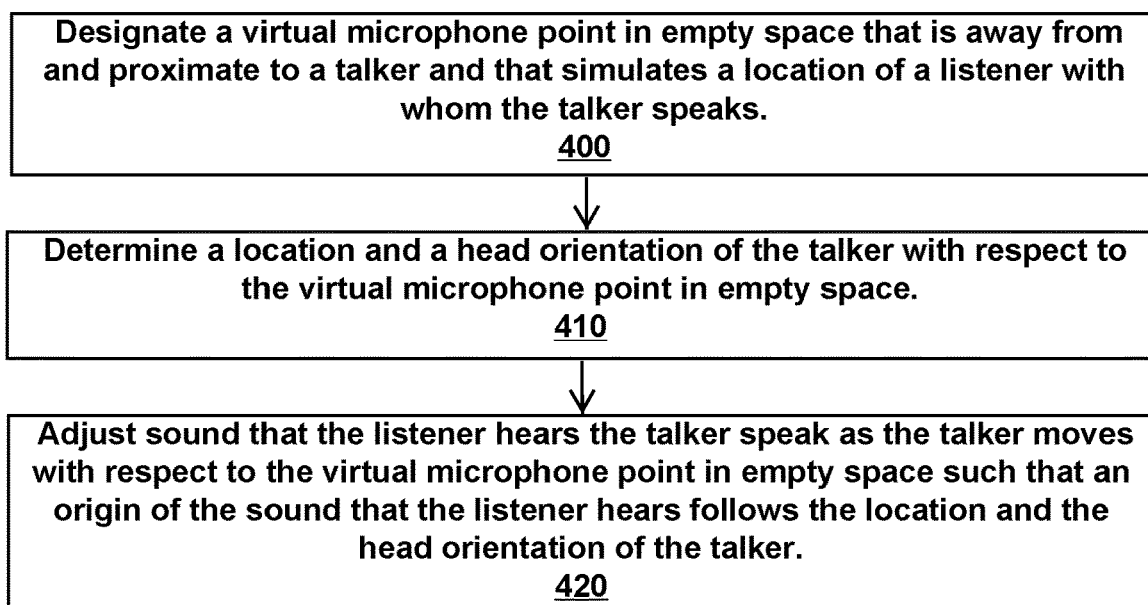 Designate a virtual microphone point in empty space that is away from
and proximate to a talker and that simulates a location of a listener with
whom the talker speaks.
400
Determine a location and a head orientation of the talker with respect to
the virtual microphone point in empty space.
410
Adjust sound that the listener hears the talker speak as the talker moves
with respect to the virtual microphone point in empty space such that an
origin of the sound that the listener hears follows the location and the
head orientation of the talker.
420